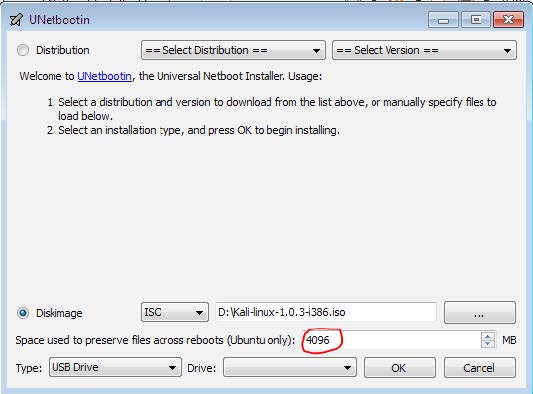 UNetbootin
Distribution
== Select Distribution ==
== Select Version ==
Welcome to UNetbootin, the Universal Netboot Installer. Usage:
1. Select a distribution and version to download from the list above, or manually specify files to
load below.
2. Select an installation type, and press OK to begin installing.
Diskimage
ISO
D:\Kali-linux-1.0.3-i386.iso
...
Space used to preserve files across reboots (Ubuntu only):
4096
MB
Type:
USB Drive
Drive:
OK
Cancel